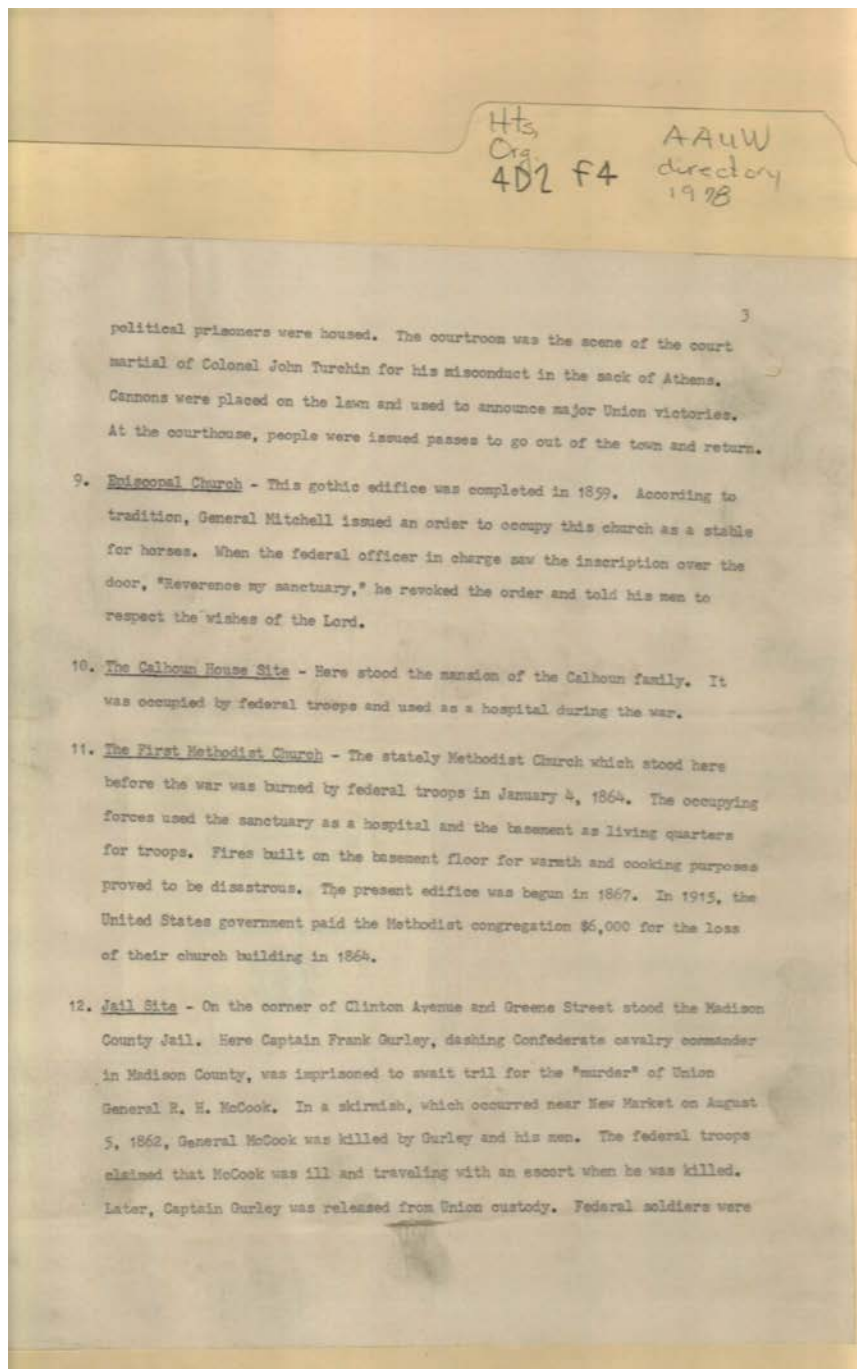 Hts,
Org.
4D2 F4
AAUW
directory
1978
3
political prisoners were housed. The courtroom was the scene of the court
martial of Colonel John Turchin for his misconduct in the sack of Athens.
Cannons were placed on the lawn and used to announce major Union victories.
At the courthouse, people were issued passes to go out of the town and return.
9. Episcopal Church - This gothic edifice was completed in 1859. According to
tradition, General Mitchell issued an order to occupy this church as a stable
for horses. When the federal officer in charge saw the inscription over the
door, "Reverence my sanctuary," he revoked the order and told his men to
respect the wishes of the Lord.
10. The Calhoun House Site - Here stood the mansion of the Calhoun family. It
was occupied by federal troops and used as a hospital during the war.
11. The First Methodist Church - The stately Methodist Church which stood here
before the war was burned by federal troops in January 4, 1864. The occupying
forces used the sanctuary as a hospital and the basement as living quarters
for troops. Fires built on the basement floor for warmth and cooking purposes
proved to be disastrous. The present edifice was begun in 1867. In 1915, the
United States government paid the Methodist congregation $6,000 for the loss
of their church building in 1864.
12. Jail Site - On the corner of Clinton Avenue and Greene Street stood the Madison
County Jail. Here Captain Frank Gurley, dashing Confederate cavalry commander
in Madison County, was imprisoned to await tril for the "murder" of Union
General R. H. McCook. In a skirmish, which occurred near New Market on August
5, 1862, General McCook was killed by Gurley and his men. The federal troops
claimed that McCook was ill and traveling with an escort when he was killed.
Later, Captain Gurley was released from Union custody. Federal soldiers were